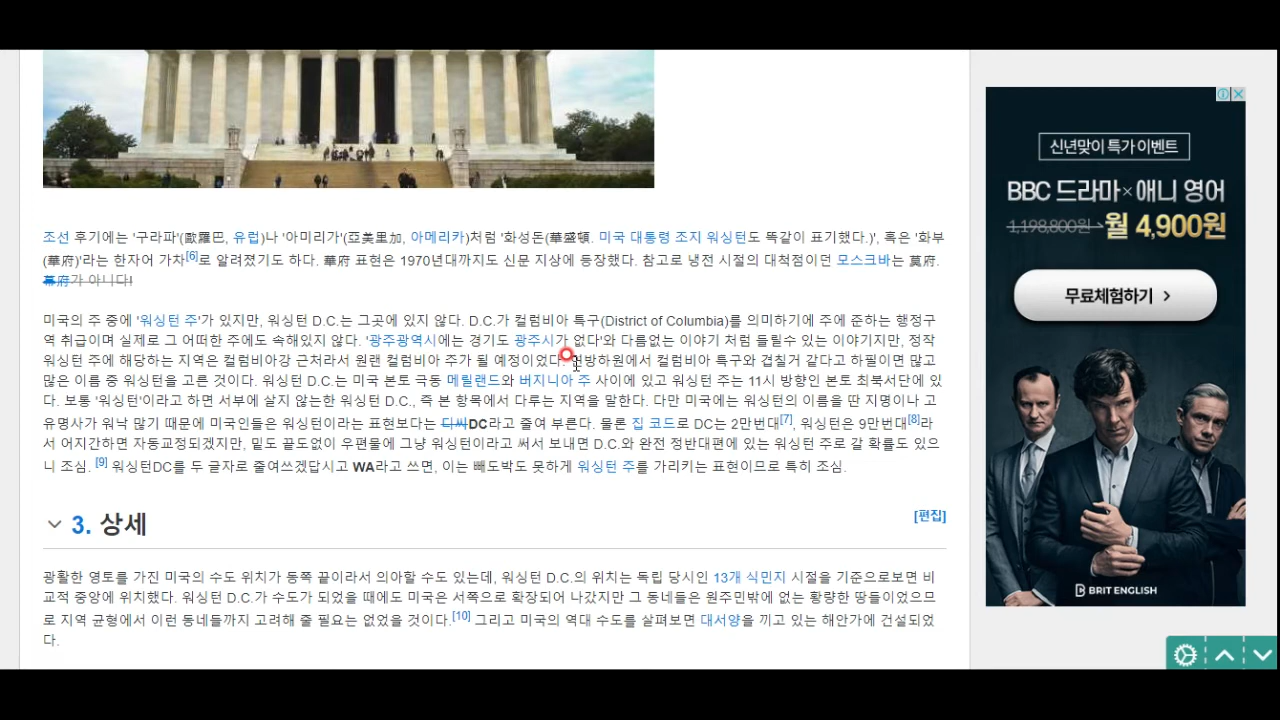 조선 후기에는 '구라파'(歐羅巴, 유럽)나 '아미리가'(亞美里加, 아메리카)처럼 '화성돈(華盛頓. 미국 대통령 조지 워싱턴도 똑같이 표기했다.)', 혹은 '화부
(華府)'라는 한자어 가차[6]로 알려졌기도 하다. 華府 표현은 1970년대까지도 신문 지상에 등장했다. 참고로 냉전 시절의 대척점이던 모스크바는 莫府.
幕府가 아니다!
미국의 주 중에 '워싱턴 주'가 있지만, 워싱턴 D.C.는 그곳에 있지 않다. D.C.가 컬럼비아 특구(District of Columbia)를 의미하기에 주에 준하는 행정구
역 취급이며 실제로 그 어떠한 주에도 속해있지 않다. '광주광역시에는 경기도 광주시가 없다'와 다름없는 이야기 처럼 들릴수 있는 이야기지만, 정작
워싱턴 주에 해당하는 지역은 컬럼비아강 근처라서 원랜 컬럼비아 주가 될 예정이었다. 방하원에서 컬럼비아 특구와 겹칠거 같다고 하필이면 많고
많은 이름 중 워싱턴을 고른 것이다. 워싱턴 D.C.는 미국 본토 극동 메릴랜드와 버지니아 주 사이에 있고 워싱턴 주는 11시 방향인 본토 최북서단에 있
다. 보통 '워싱턴'이라고 하면 서부에 살지 않는한 워싱턴 D.C., 즉 본 항목에서 다루는 지역을 말한다. 다만 미국에는 워싱턴의 이름을 딴 지명이나 고
유명사가 워낙 많기 때문에 미국인들은 워싱턴이라는 표현보다는 디씨DC라고 줄여 부른다. 물론 집 코드로 DC는 2만번대[7], 워싱턴은 9만번대[8]라
서 어지간하면 자동교정되겠지만, 밑도 끝도없이 우편물에 그냥 워싱턴이라고 써서 보내면 D.C.와 완전 정반대편에 있는 워싱턴 주로 갈 확률도 있으
니 조심. [9] 워싱턴DC를 두 글자로 줄여쓰겠답시고 WA라고 쓰면, 이는 빼도박도 못하게 워싱턴 주를 가리키는 표현이므로 특히 조심.
3. 상세
[편집]
광활한 영토를 가진 미국의 수도 위치가 동쪽 끝이라서 의아할 수도 있는데, 워싱턴 D.C.의 위치는 독립 당시인 13개 식민지 시절을 기준으로보면 비
교적 중앙에 위치했다. 워싱턴 D.C.가 수도가 되었을 때에도 미국은 서쪽으로 확장되어 나갔지만 그 동네들은 원주민밖에 없는 황량한 땅들이었으므
로 지역 균형에서 이런 동네들까지 고려해 줄 필요는 없었을 것이다.[10] 그리고 미국의 역대 수도를 살펴보면 대서양을 끼고 있는 해안가에 건설되었
다.
신년맞이 특가 이벤트
BBC 드라마×애니 영어
1,198,800원→월 4,900원
무료체험하기 >
BRIT ENGLISH